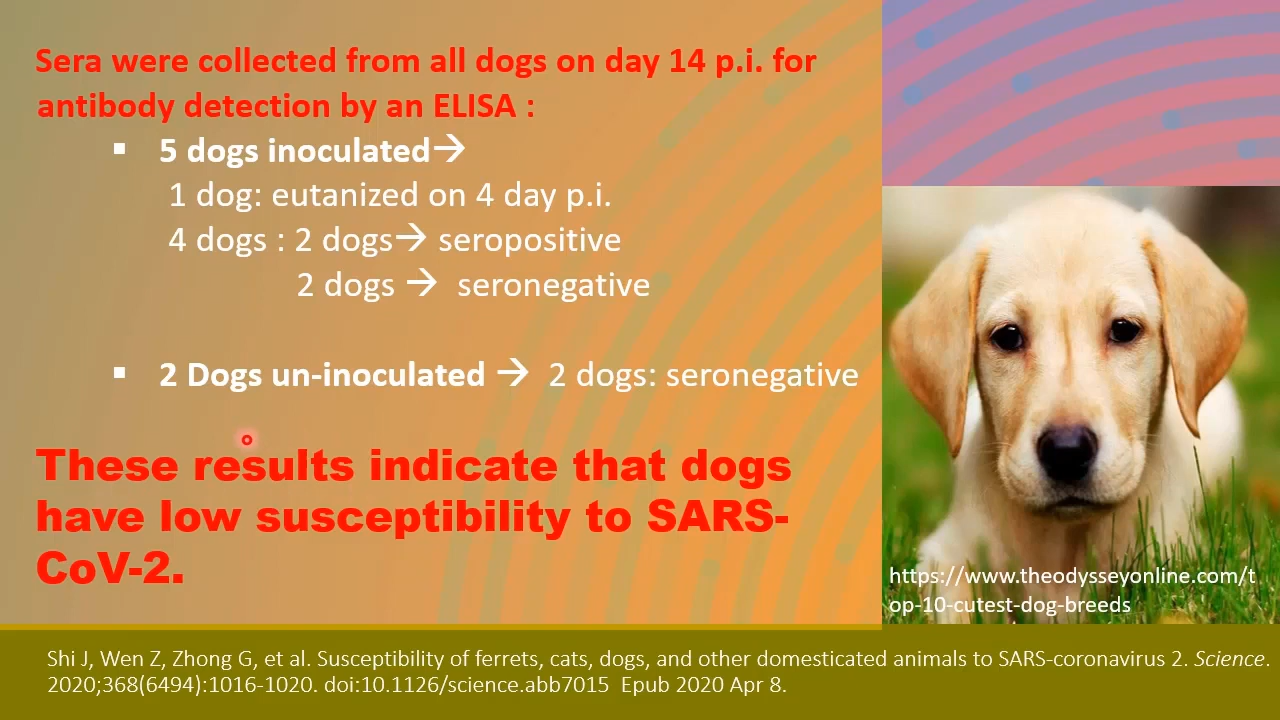 Sera were collected from all dogs on day 14 p.i. for
antibody detection by an ELISA :
▪ 5 dogs inoculated→
1 dog: eutanized on 4 day p.i.
4 dogs : 2 dogs→ seropositive
2 dogs → seronegative
▪ 2 Dogs un-inoculated → 2 dogs: seronegative
These results indicate that dogs
have low susceptibility to SARS-
CoV-2.
https://www.theodysseyonline.com/t
op-10-cutest-dog-breeds
Shi J, Wen Z, Zhong G, et al. Susceptibility of ferrets, cats, dogs, and other domesticated animals to SARS-coronavirus 2. Science.
2020;368(6494):1016-1020. doi:10.1126/science.abb7015 Epub 2020 Apr 8.